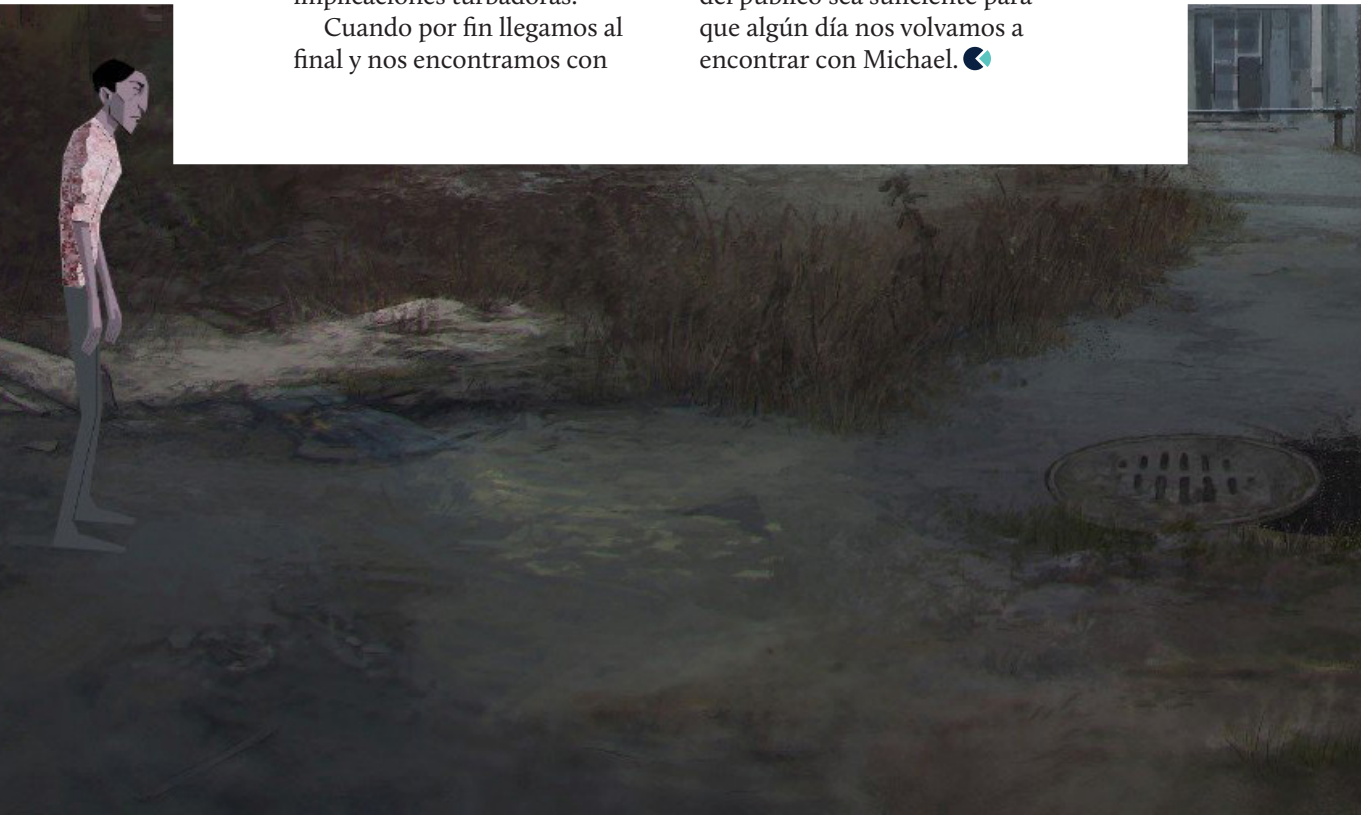 implicaciones turbadoras.
Cuando por fin llegamos al
final y nos encontramos con
del público sea suficiente para
que algún día nos volvamos a
encontrar con Michael.